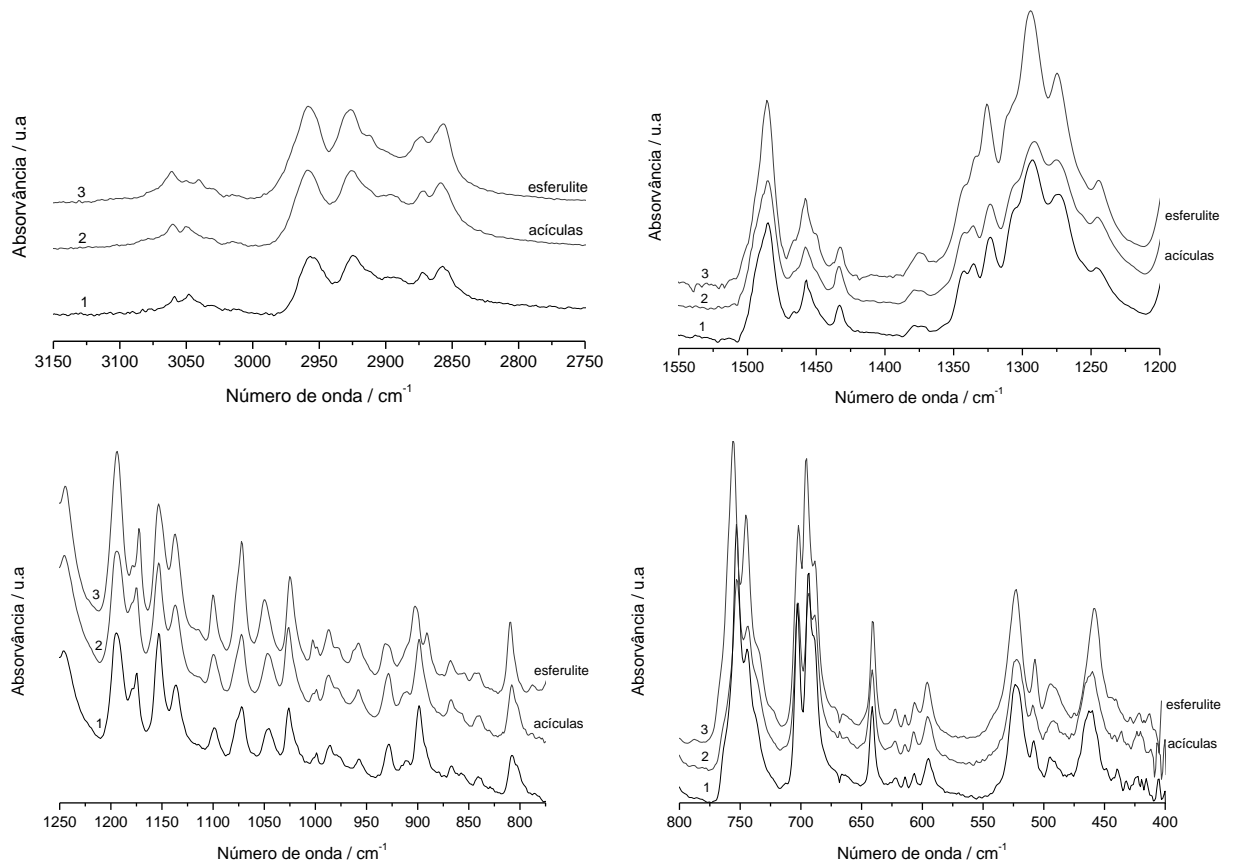 Absorvância / u.a
3
2
1
esferulite
acículas
3150 3100 3050 3000 2950 2900 2850 2800 2750
Número de onda / cm⁻¹
Absorvância / u.a
3
2
1
esferulite
acículas
1550 1500 1450 1400 1350 1300 1250 1200
Número de onda / cm⁻¹
Absorvância / u.a
3
2
1
esferulite
acículas
1250 1200 1150 1100 1050 1000 950 900 850 800
Número de onda / cm⁻¹
Absorvância / u.a
3
2
1
esferulite
acículas
800 750 700 650 600 550 500 450 400
Número de onda / cm⁻¹